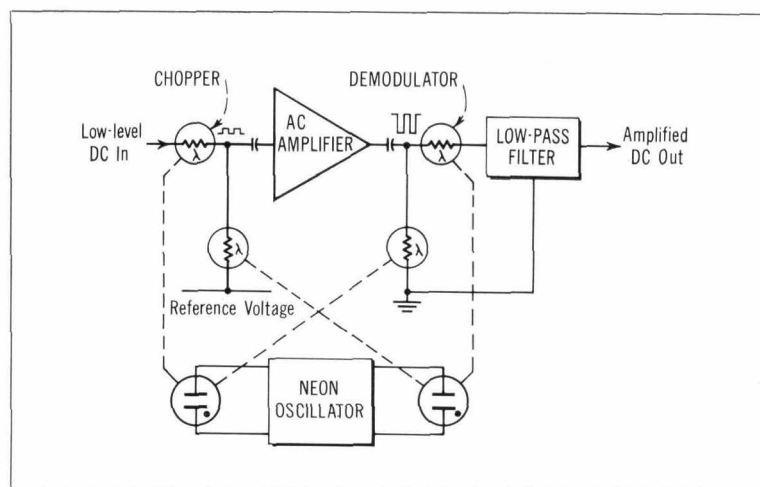 CHOPPER
DEMODULATOR
Low-level
DC In
λ
AC
AMPLIFIER
λ
LOW-PASS
FILTER
Amplified
DC Out
λ
λ
Reference Voltage
NEON
OSCILLATOR